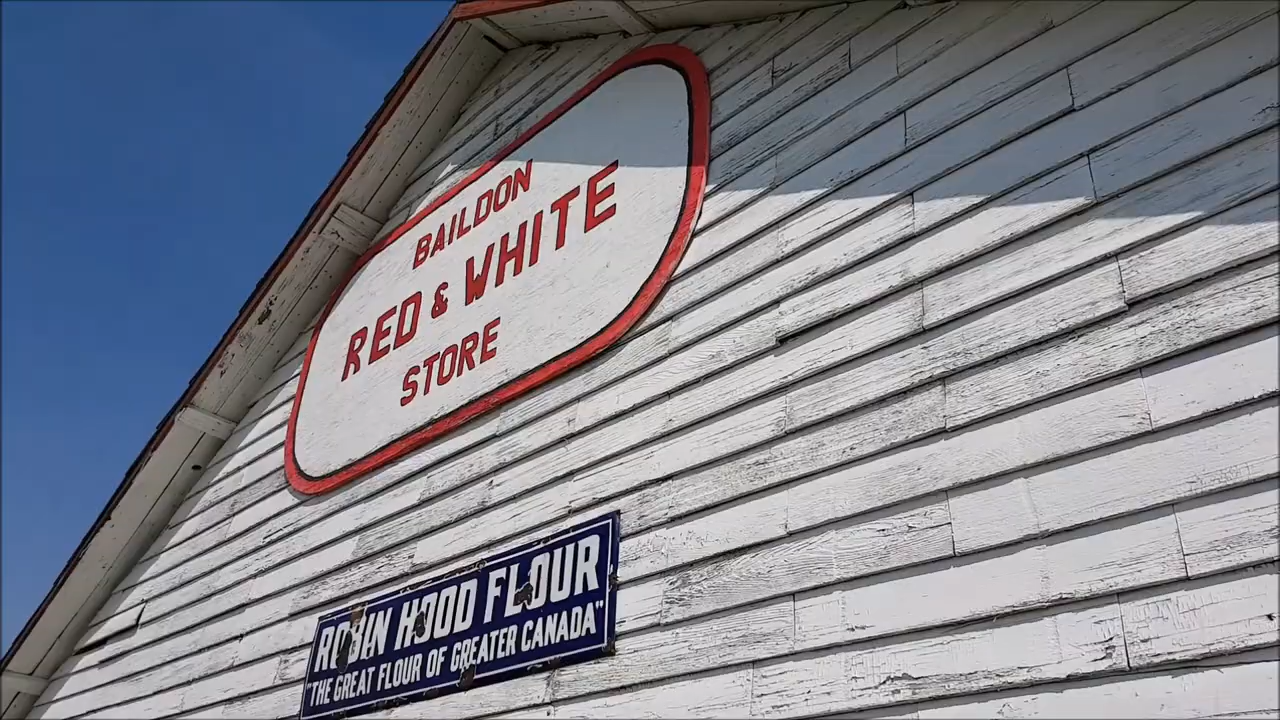 BAILDON
RED & WHITE
STORE
ROBIN HOOD FLOUR
"THE GREAT FLOUR OF GREATER CANADA"